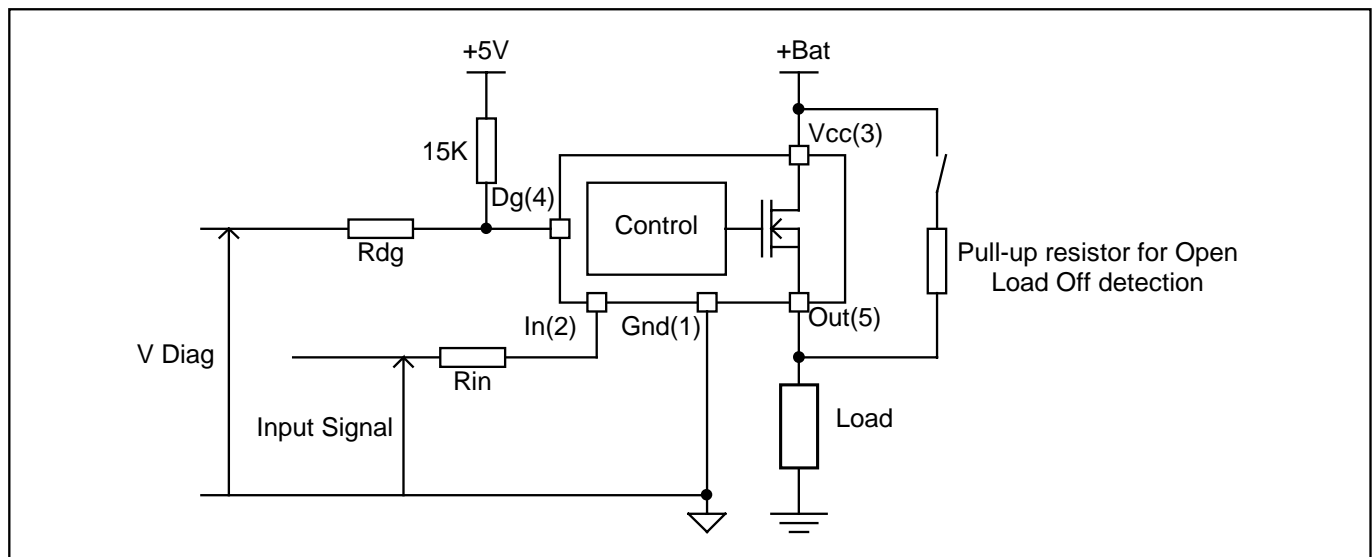 +5V
+Bat
Vcc(3)
15K
Dg(4)
Control
Rdg
Pull-up resistor for Open
Load Off detection
In(2)
Gnd(1)
Out(5)
V Diag
Rin
Input Signal
Load